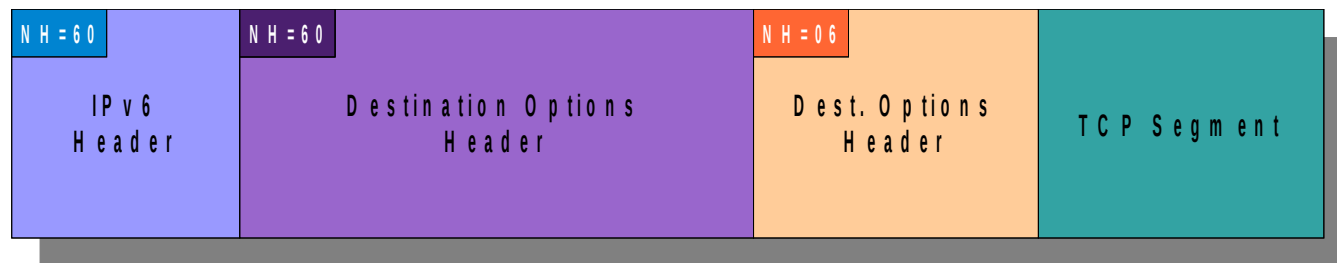 NH=60
IPv6
Header
NH=60
Destination Options
Header
NH=06
Dest. Options
Header
TCP Segment